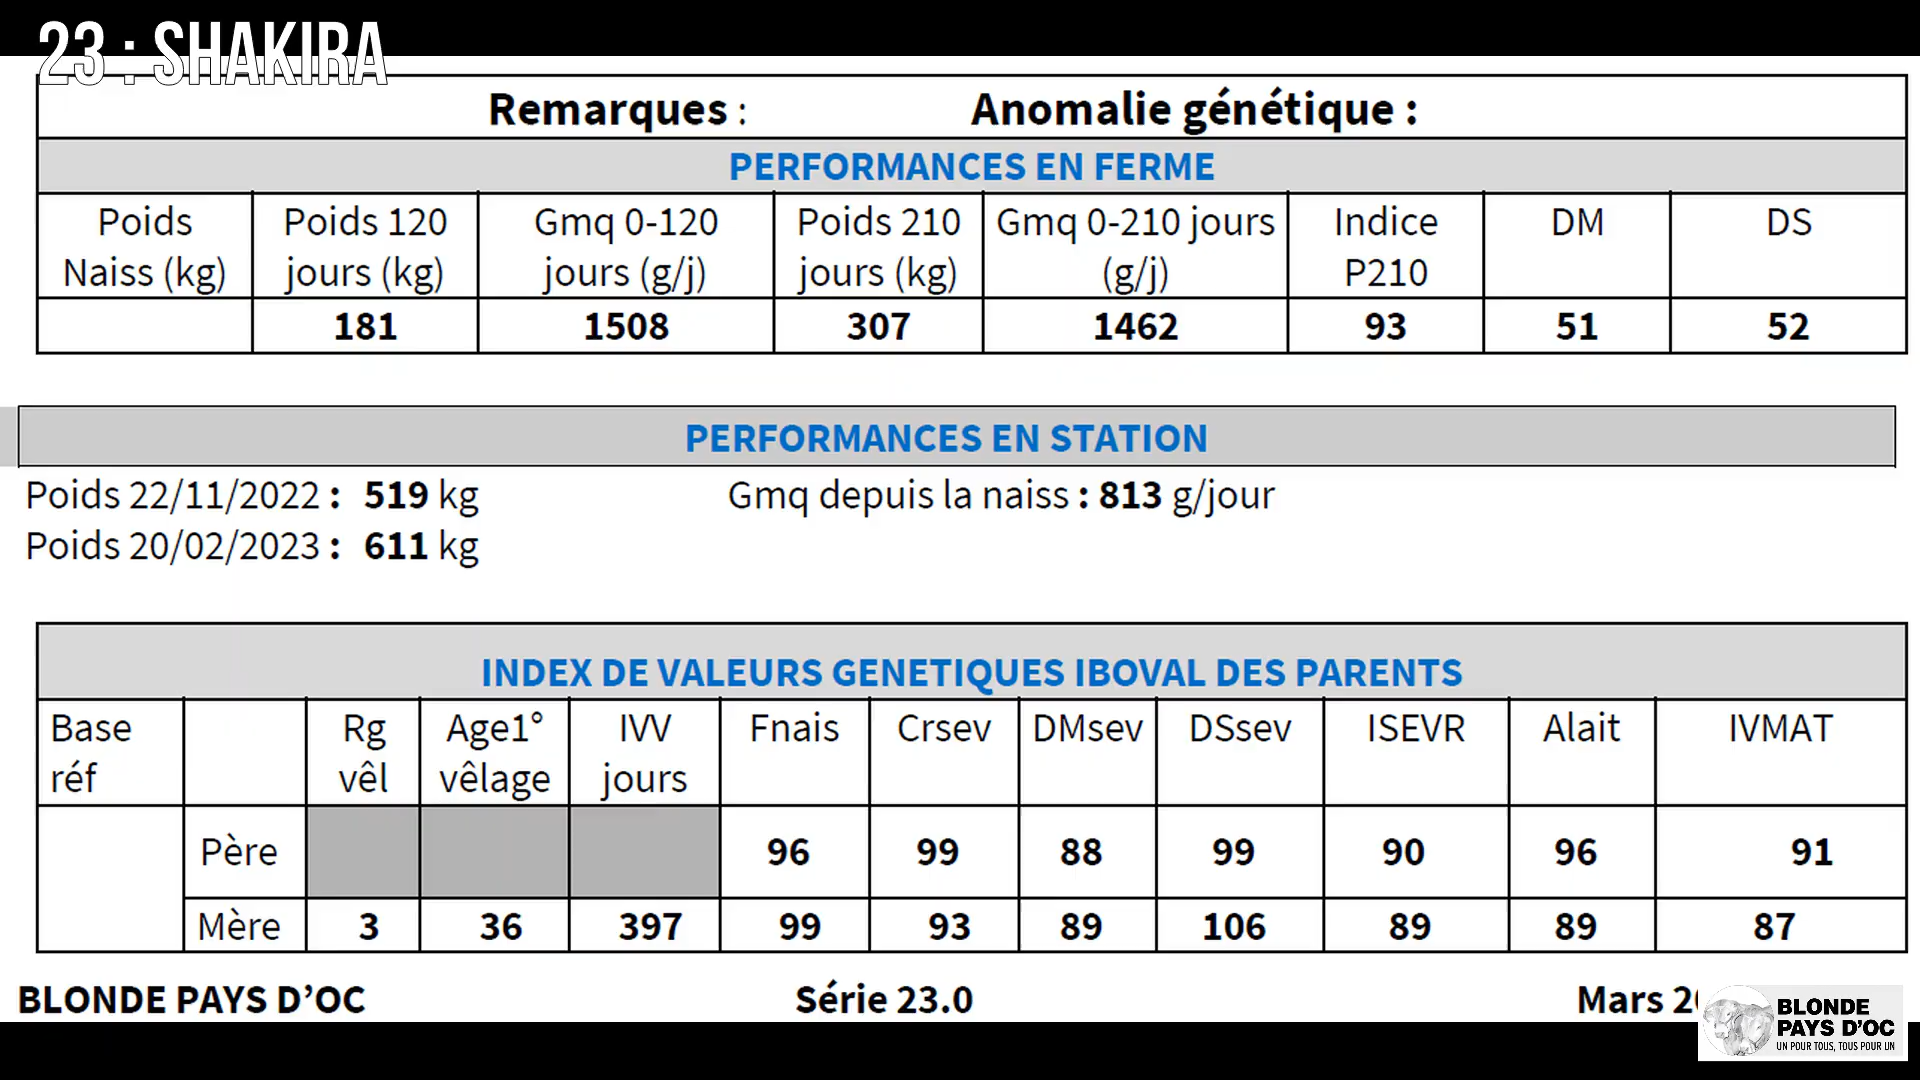 23 : SHAKIRA
Remarques : Anomalie génétique :
PERFORMANCES EN FERME
Poids Naiss (kg) Poids 120 jours (kg) Gmq 0-120 jours (g/j) Poids 210 jours (kg) Gmq 0-210 jours (g/j) Indice P210 DM DS
181 1508 307 1462 93 51 52
PERFORMANCES EN STATION
Poids 22/11/2022 : 519 kg Gmq depuis la naiss : 813 g/jour
Poids 20/02/2023 : 611 kg
INDEX DE VALEURS GENETIQUES IBOVAL DES PARENTS
Base réf Rg vêl Age1° vêlage IVV jours Fnais Crsev DMsev DSsev ISEVR Alait IVMAT
Père 96 99 88 99 90 96 91
Mère 3 36 397 99 93 89 106 89 89 87
BLONDE PAYS D'OC Série 23.0 Mars
BLONDE
PAYS D'OC
UN POUR TOUS, TOUS POUR UN